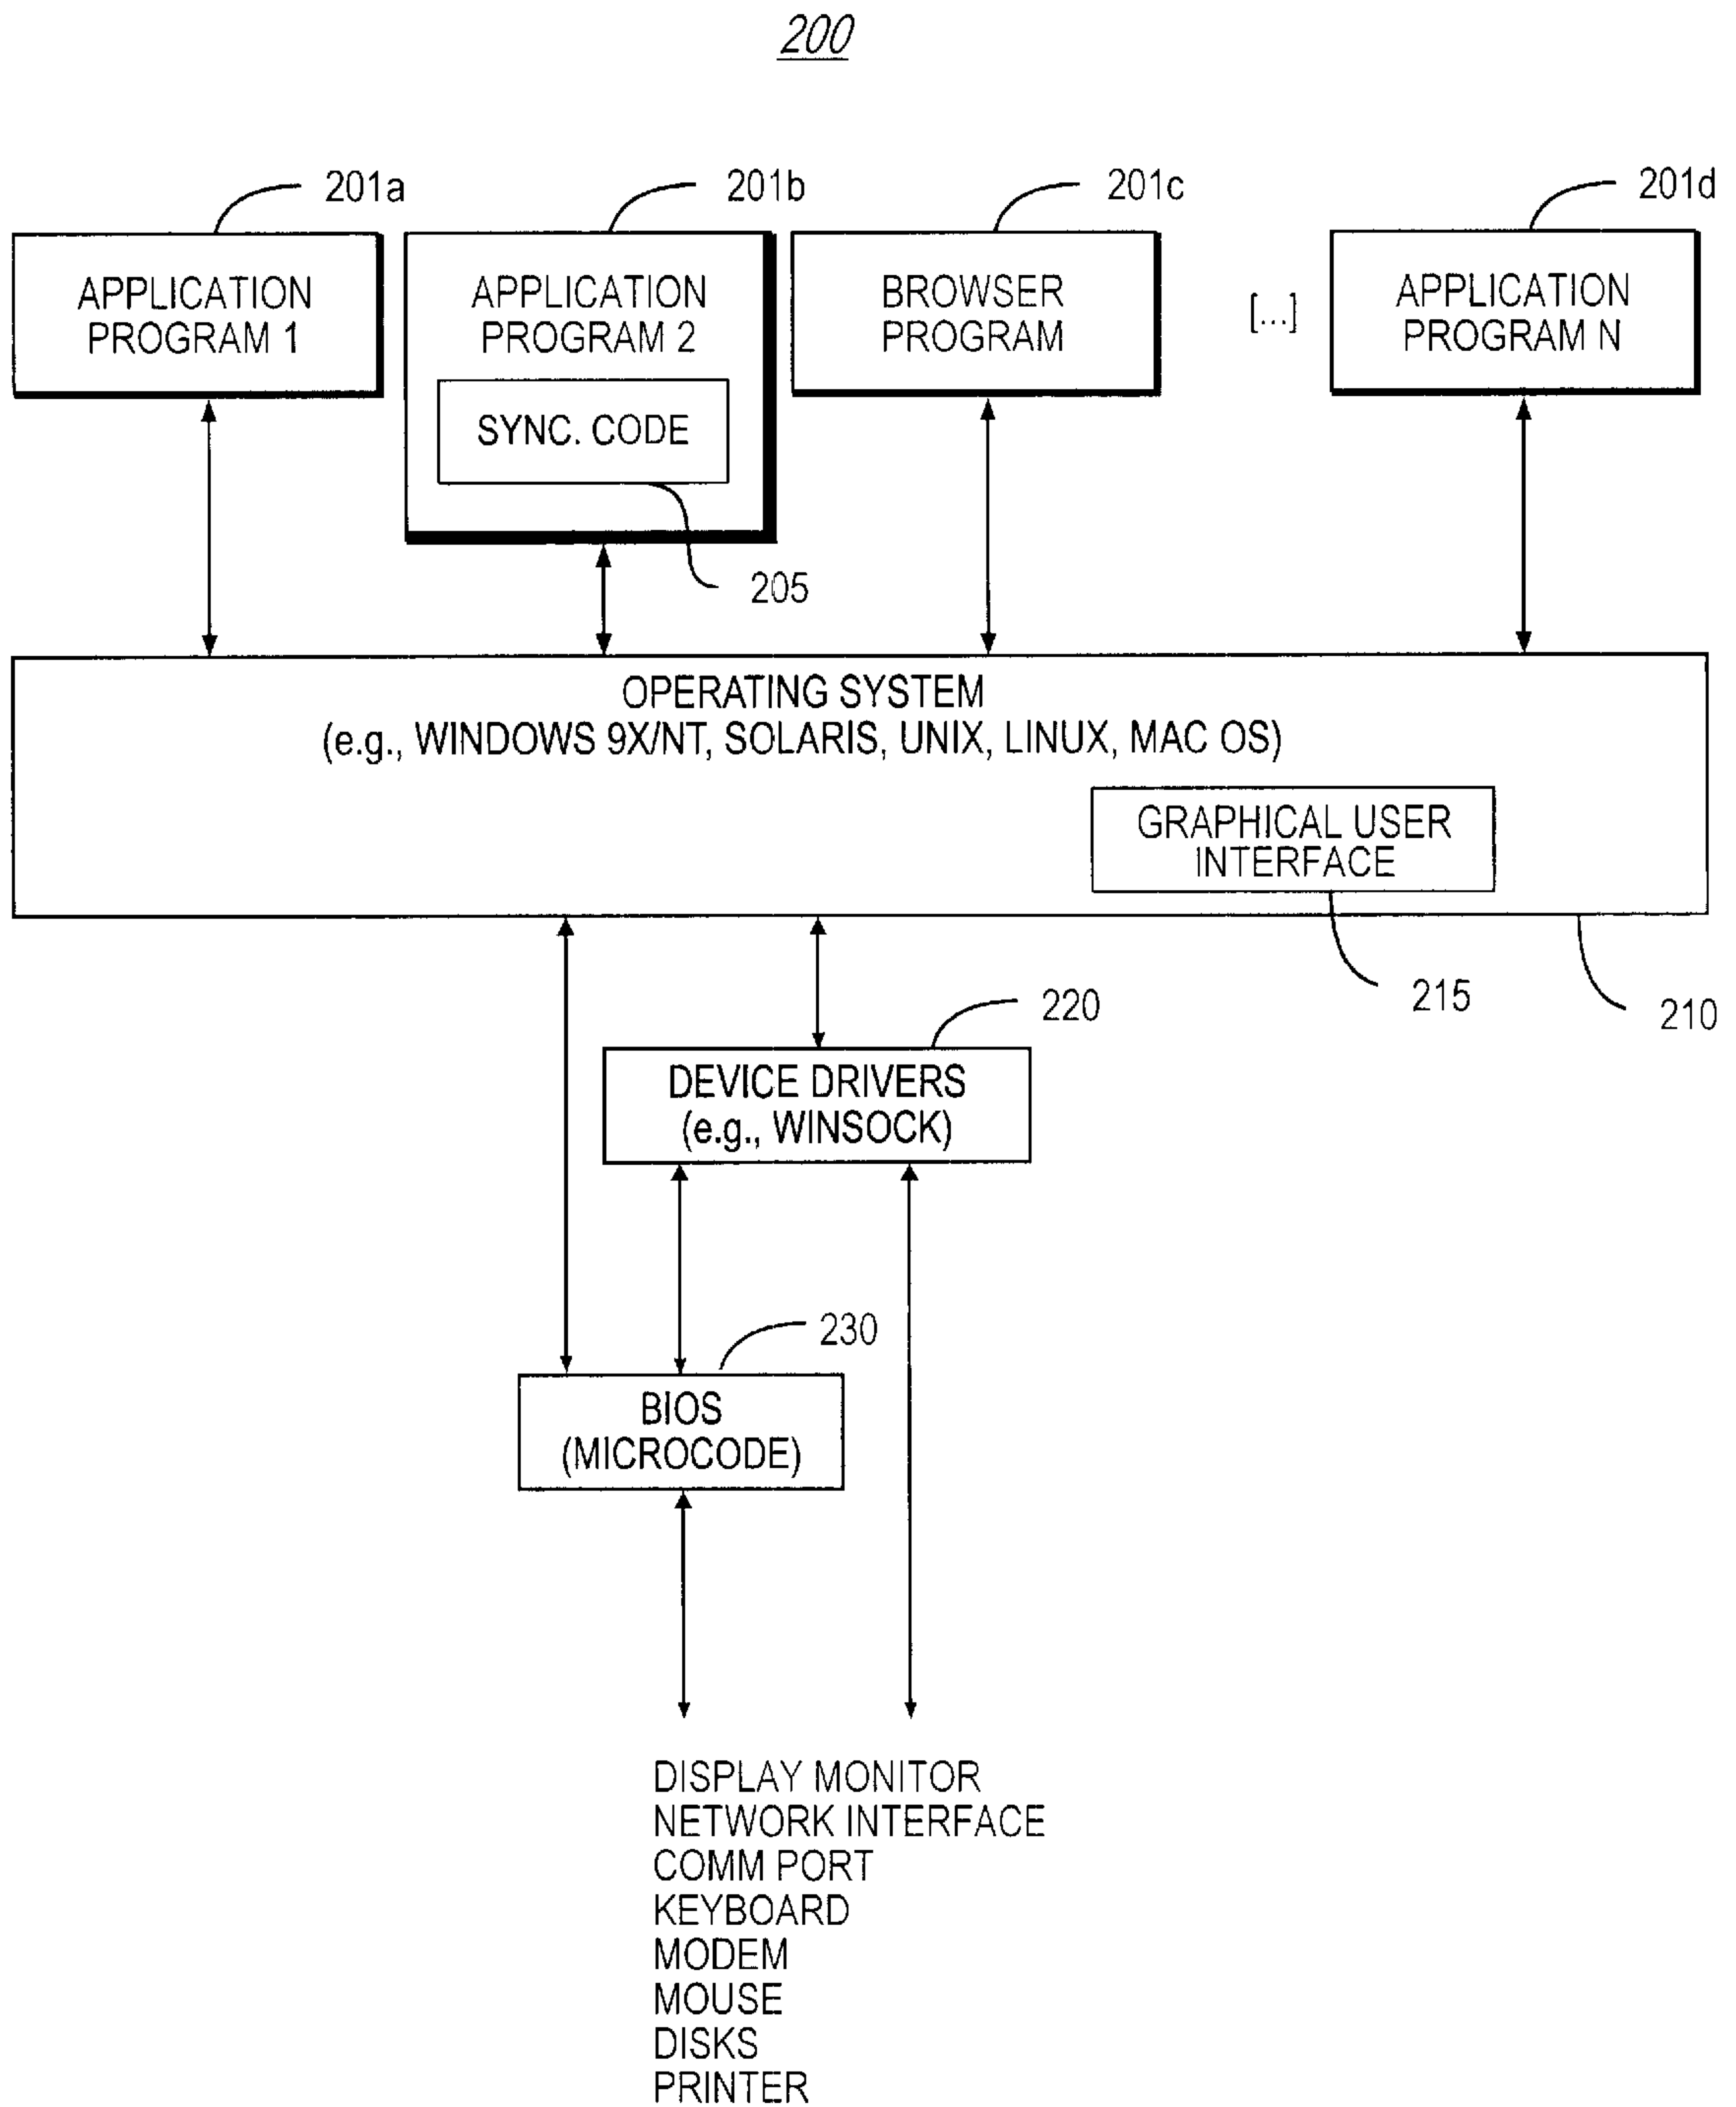 200
201a
201b
201c
201d
APPLICATION
PROGRAM 1
APPLICATION
PROGRAM 2
SYNC. CODE
BROWSER
PROGRAM
[...]
APPLICATION
PROGRAM N
205
OPERATING SYSTEM
(e.g., WINDOWS 9X/NT, SOLARIS, UNIX, LINUX, MAC OS)
GRAPHICAL USER
INTERFACE
215
210
220
DEVICE DRIVERS
(e.g., WINSOCK)
230
BIOS
(MICROCODE)
DISPLAY MONITOR
NETWORK INTERFACE
COMM PORT
KEYBOARD
MODEM
MOUSE
DISKS
PRINTER